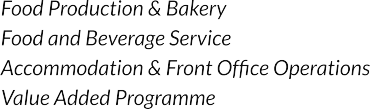 Food Production & Bakery
Food and Beverage Service
Accommodation & Front Office Operations
Value Added Programme